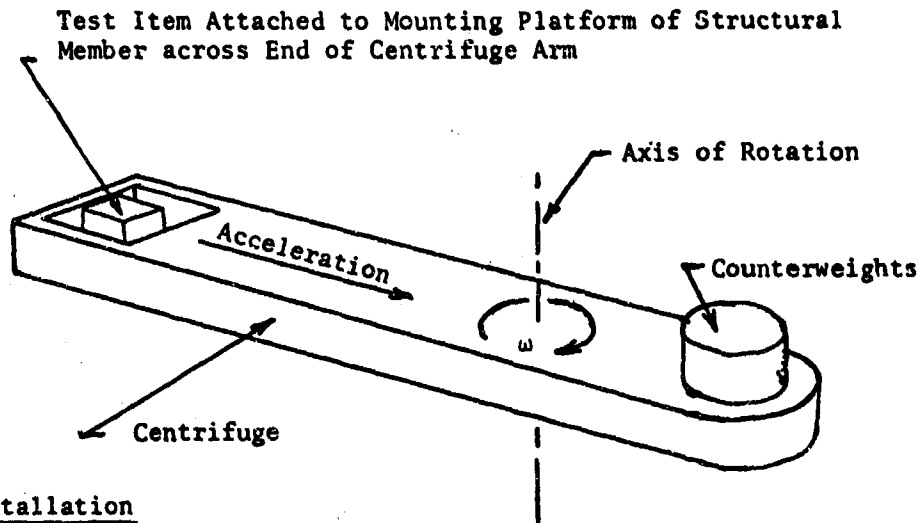 Test Item Attached to Mounting Platform of Structural
Member across End of Centrifuge Arm
Axis of Rotation
Acceleration
Counterweights
ω
Centrifuge
tallation